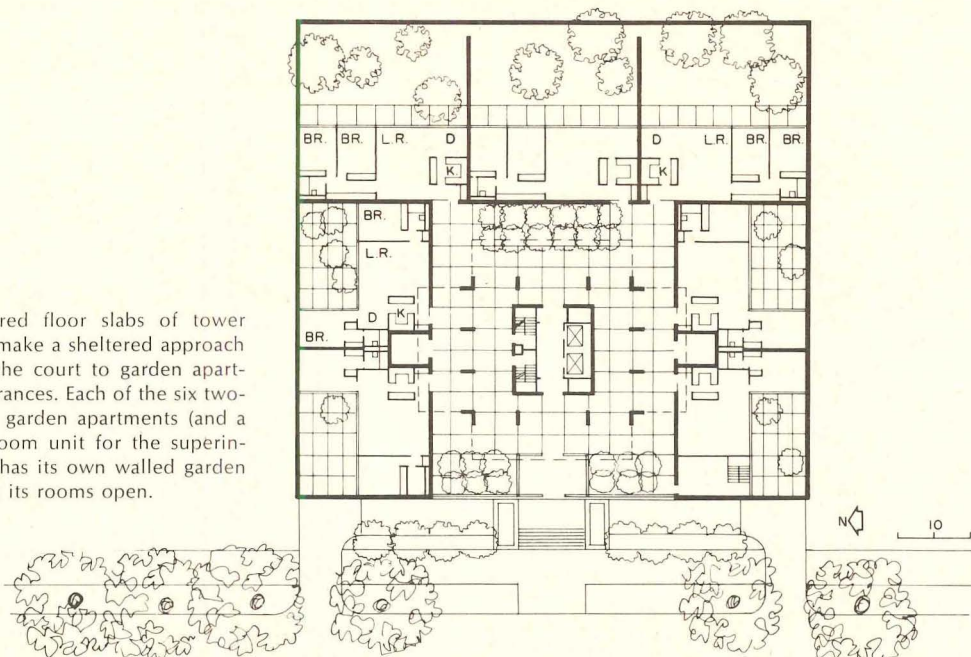 red floor slabs of tower
make a sheltered approach
he court to garden apart-
rances. Each of the six two-
garden apartments (and a
oom unit for the superin-
has its own walled garden
its rooms open.
BR. BR. L.R. D
K.
D L.R. BR. BR.
K
BR.
L.R.
D K
BR.
N
10